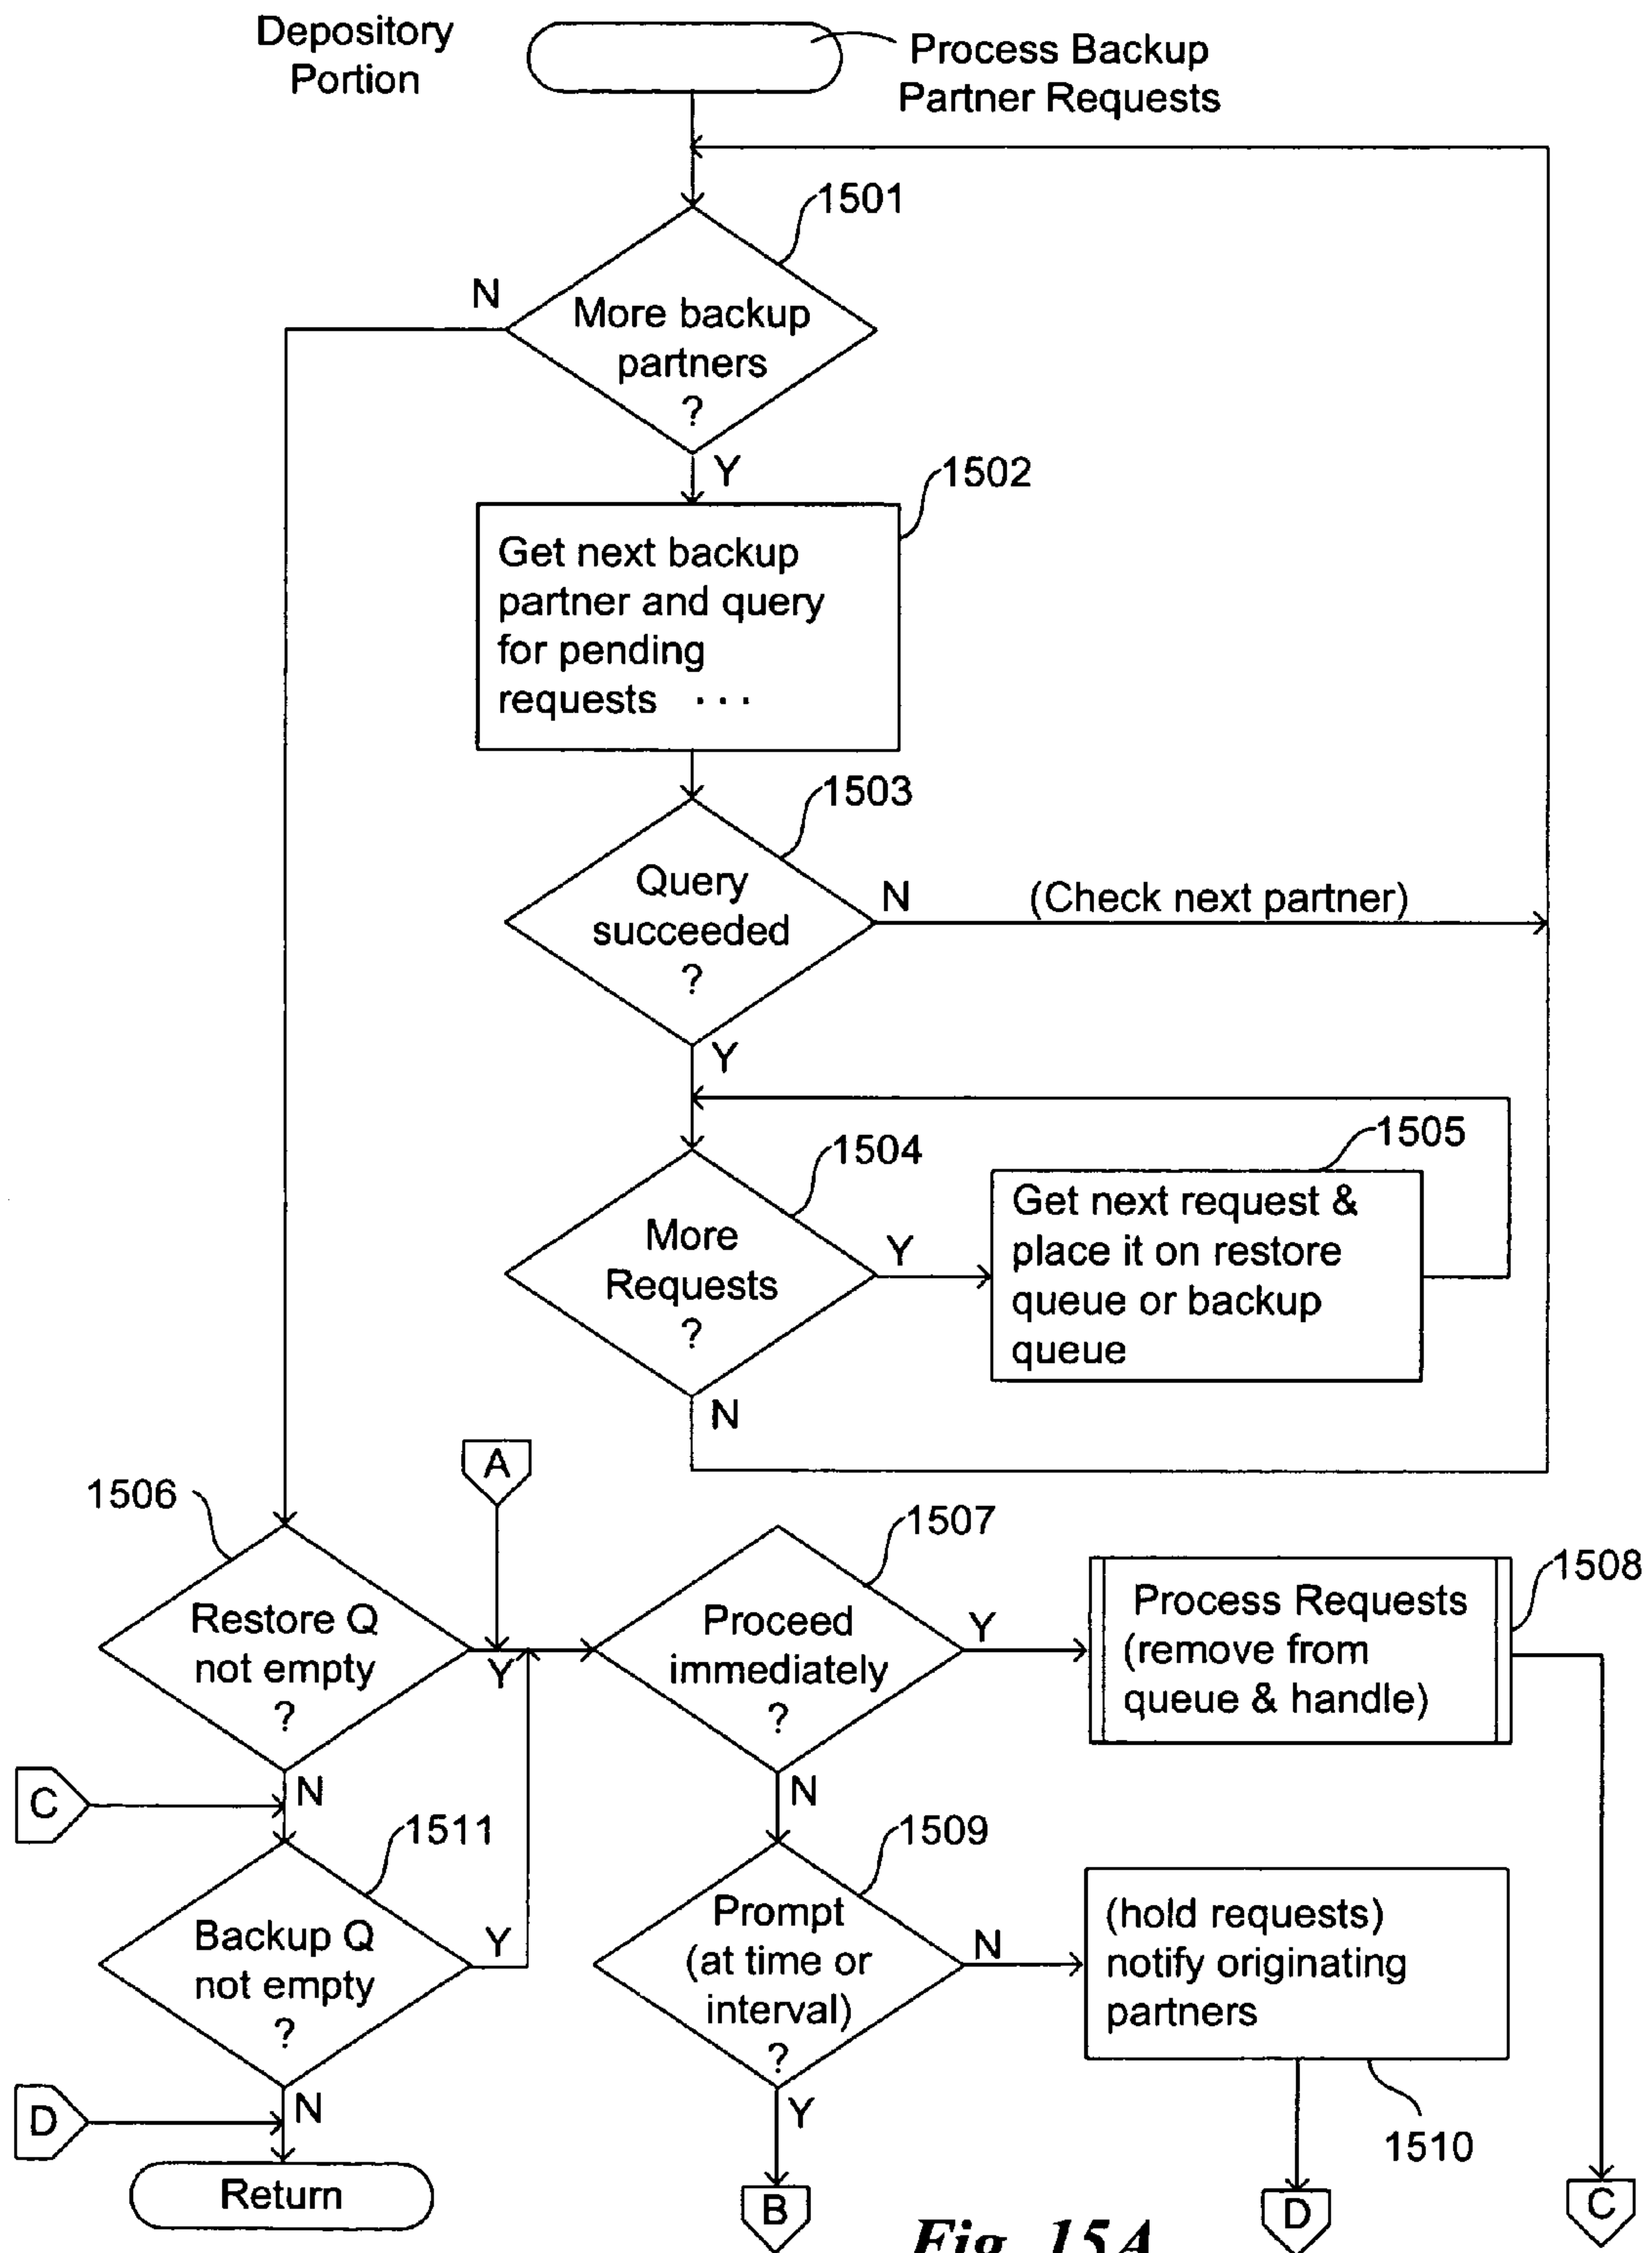 Depository
Portion
Process Backup
Partner Requests
1501
N
More backup
partners
?
Y
1502
Get next backup
partner and query
for pending
requests ...
1503
Query
succeeded
?
N
(Check next partner)
Y
1504
1505
More
Requests
?
Y
Get next request &
place it on restore
queue or backup
queue
N
A
1506
1507
1508
Restore Q
not empty
?
Y
Proceed
immediately
?
Y
Process Requests
(remove from
queue & handle)
N
C
N
1511
1509
Backup Q
not empty
?
Y
Prompt
(at time or
interval)
?
N
(hold requests)
notify originating
partners
D
N
Y
1510
Return
B
D
C
Fig. 15A